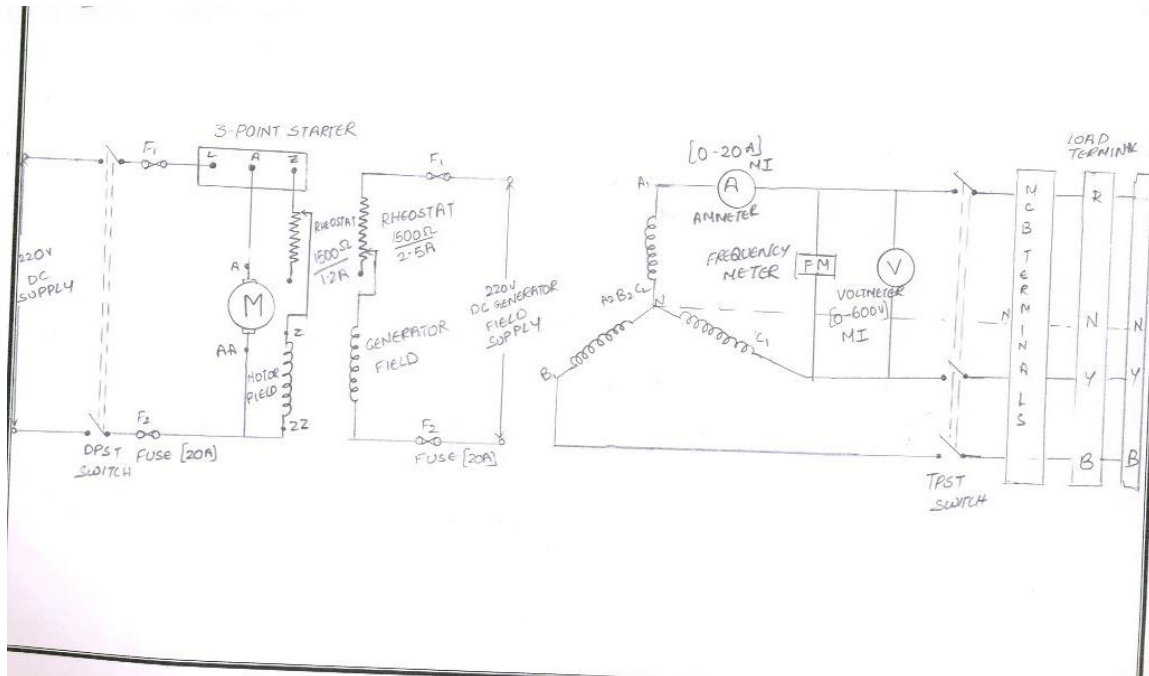 3-POINT STARTER
F1
L A Z
220V
DC
SUPPLY
DPST
SWITCH
F2
FUSE [20A]
A
M
AA
RHEOSTAT
1500Ω
1.2A
Z
MOTOR
FIELD
ZZ
F1
RHEOSTAT
1500Ω
2.5A
GENERATOR
FIELD
220V
DC GENERATOR
FIELD
SUPPLY
F2
FUSE [20A]
A1
[0-20A]
MI
A
AMMETER
A2 B2 C2
N
B1
C1
FREQUENCY
METER
FM
V
VOLTMETER
[0-600V]
MI
TPST
SWITCH
N
MCB TERMINALS
LOAD
TERMINAL
R
N
Y
B
N
Y
B